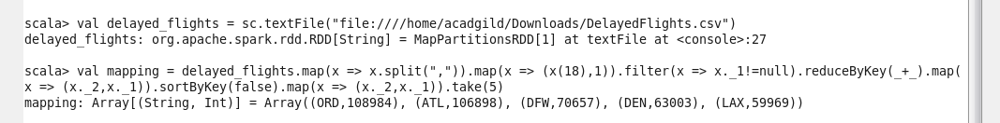 scala> val delayed_flights = sc.textFile("file:////home/acadgild/Downloads/DelayedFlights.csv")
delayed_flights: org.apache.spark.rdd.RDD[String] = MapPartitionsRDD[1] at textFile at <console>:27
scala> val mapping = delayed_flights.map(x => x.split(",")).map(x => (x(18),1)).filter(x => x._1!=null).reduceByKey(_+_).map(
x => (x._2,x._1)).sortByKey(false).map(x => (x._2,x._1)).take(5)
mapping: Array[(String, Int)] = Array((ORD,108984), (ATL,106898), (DFW,70657), (DEN,63003), (LAX,59969))